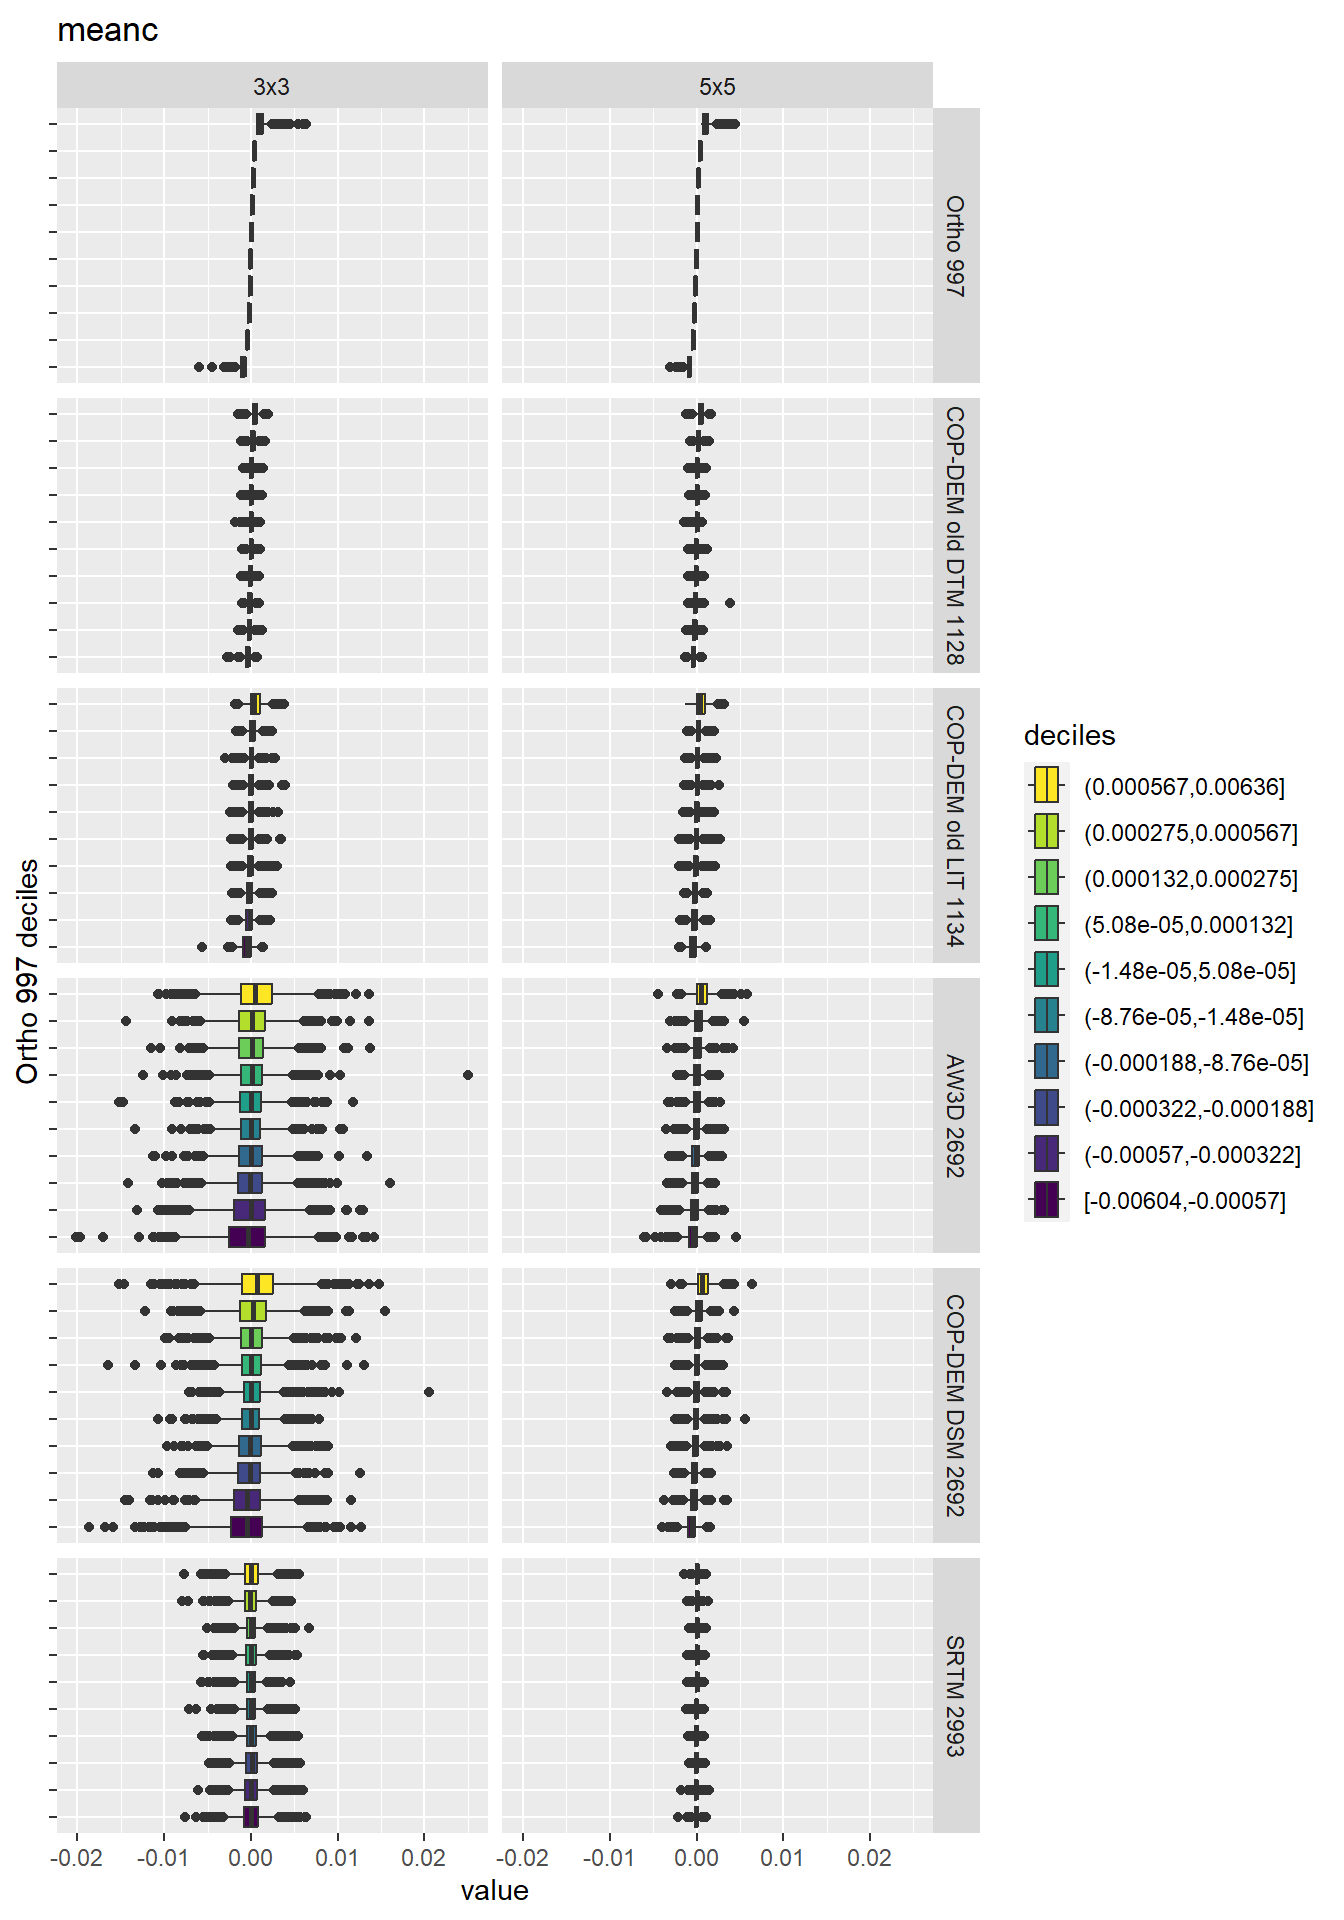 meanc
3x3
5x5
Ortho 997
COP-DEM old DTM 1128
COP-DEM old LIT 1134
AW3D 2692
COP-DEM DSM 2692
SRTM 2993
Ortho 997 deciles
-0.02 -0.01 0.00 0.01 0.02
-0.02 -0.01 0.00 0.01 0.02
value
deciles
(0.000567,0.00636]
(0.000275,0.000567]
(0.000132,0.000275]
(5.08e-05,0.000132]
(-1.48e-05,5.08e-05]
(-8.76e-05,-1.48e-05]
(-0.000188,-8.76e-05]
(-0.000322,-0.000188]
(-0.00057,-0.000322]
[-0.00604,-0.00057]